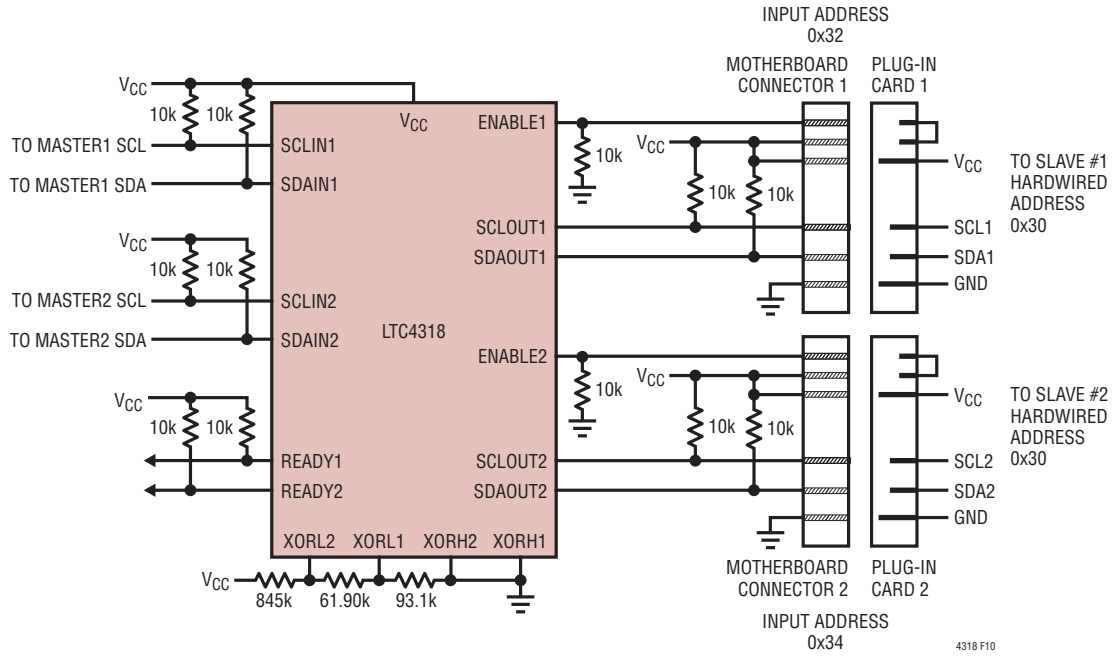 INPUT ADDRESS
0x32
MOTHERBOARD
CONNECTOR 1
PLUG-IN
CARD 1
VCC
10k
10k
TO MASTER1 SCL
TO MASTER1 SDA
VCC
SCLIN1
SDAIN1
ENABLE1
10k
VCC
10k
10k
SCLOUT1
SDAOUT1
VCC
TO SLAVE #1
HARDWIRED
ADDRESS
0x30
SCL1
SDA1
GND
VCC
10k
10k
TO MASTER2 SCL
TO MASTER2 SDA
SCLIN2
SDAIN2
LTC4318
ENABLE2
10k
VCC
10k
10k
SCLOUT2
SDAOUT2
VCC
TO SLAVE #2
HARDWIRED
ADDRESS
0x30
SCL2
SDA2
GND
VCC
10k
10k
READY1
READY2
XORL2
XORL1
XORH2
XORH1
VCC
845k
61.90k
93.1k
MOTHERBOARD
CONNECTOR 2
PLUG-IN
CARD 2
INPUT ADDRESS
0x34
4318 F10